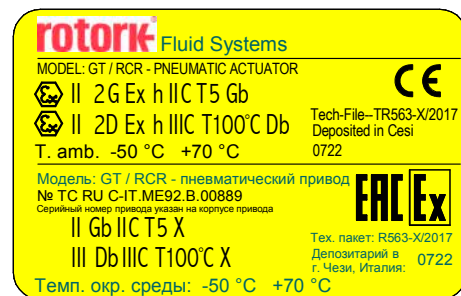 rotork Fluid Systems
MODEL: GT / RCR - PNEUMATIC ACTUATOR
CE
Ex II 2G Ex h IIC T5 Gb
Ex II 2D Ex h IIIC T100°C Db
Tech-File--TR563-X/2017
Deposited in Cesi
T. amb. -50 °C +70 °C
0722
Модель: GT / RCR - пневматический привод
№ TC RU C-IT.ME92.B.00889
Серийный номер привода указан на корпусе привода
EAC Ex
II Gb IIC T5 X
III Db IIIC T100°C X
Тех. пакет: R563-X/2017
Депозитарий в
г. Чези, Италия: 0722
Темп. окр. среды: -50 °C +70 °C